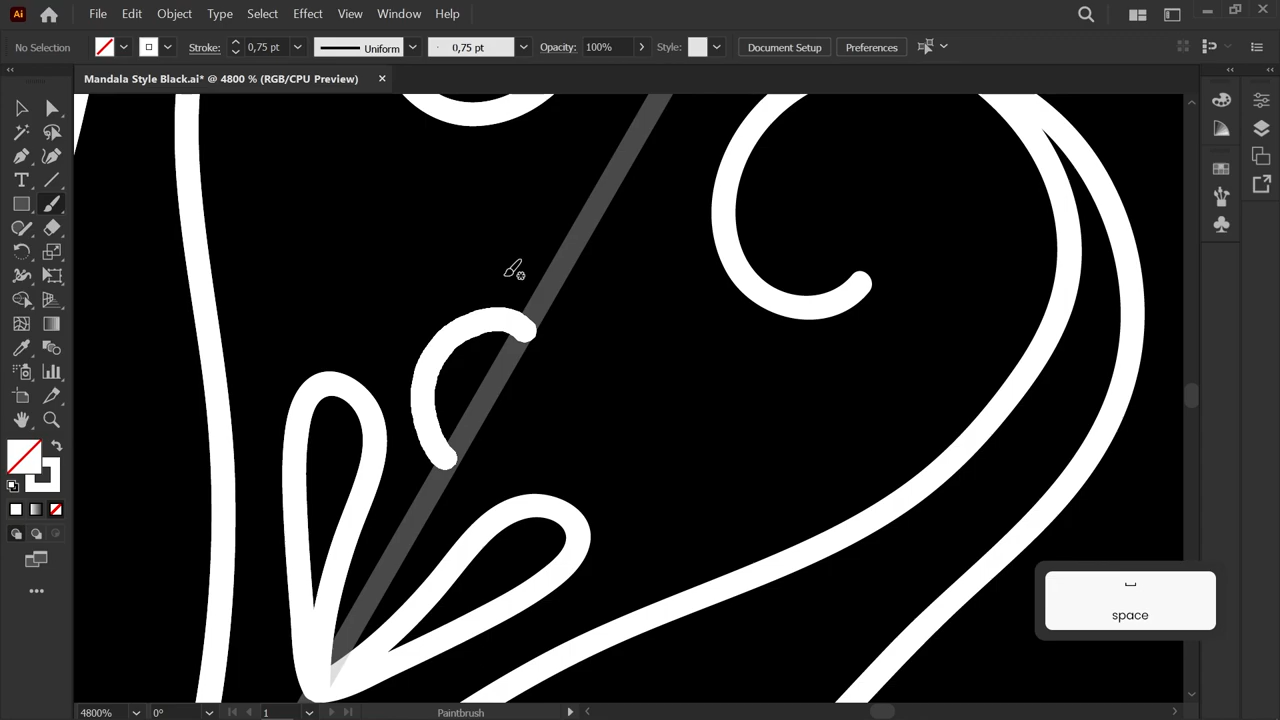 Ai File Edit Object Type Select Effect View Window Help
No Selection Stroke: 0,75 pt Uniform 0,75 pt Opacity: 100% Style: Document Setup Preferences
Mandala Style Black.ai* @ 4800 % (RGB/CPU Preview)
space
4800% 0° 1 Paintbrush